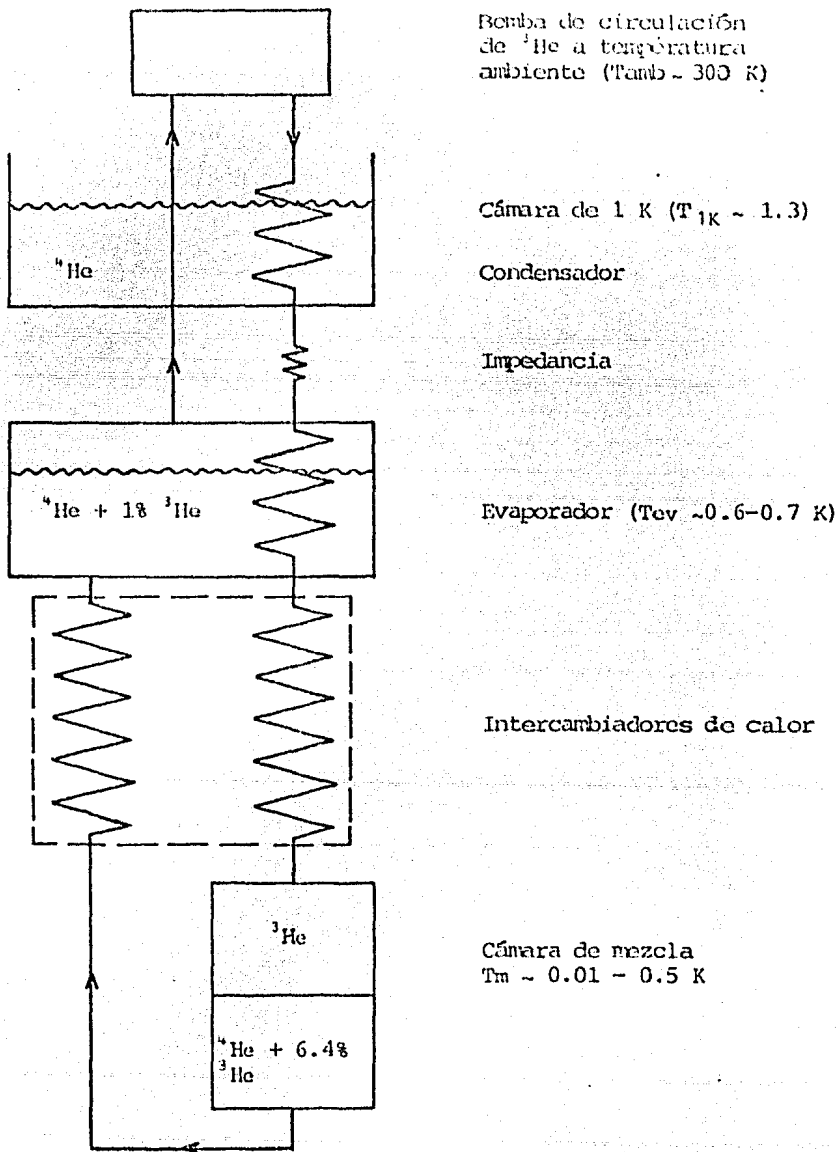 Bomba de circulación
de ³He a température
ambiente (Tamb ~ 300 K)
Cámara de 1 K (T₁K ~ 1.3)
⁴He
Condensador
Impedancia
⁴He + 1% ³He
Evaporador (Tev ~0.6-0.7 K)
Intercambiadores de calor
³He
Cámara de mezcla
Tm ~ 0.01 - 0.5 K
⁴He + 6.4%
³He